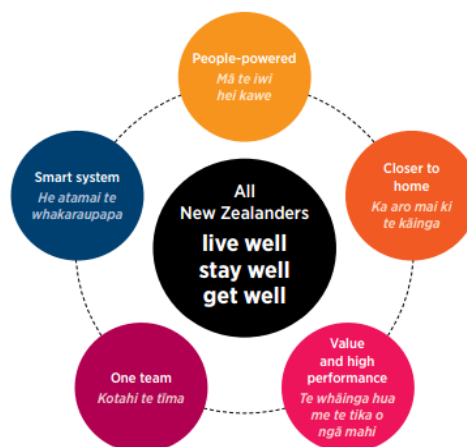 People-powered
Mā te iwi
hei kawe
Smart system
He atamai te
whakaraupapa
All
New Zealanders
live well
stay well
get well
Closer to
home
Ka aro mai ki
te kāinga
One team
Kotahi te tīma
Value
and high
performance
Te whāinga hua
me te tika o
ngā mahi